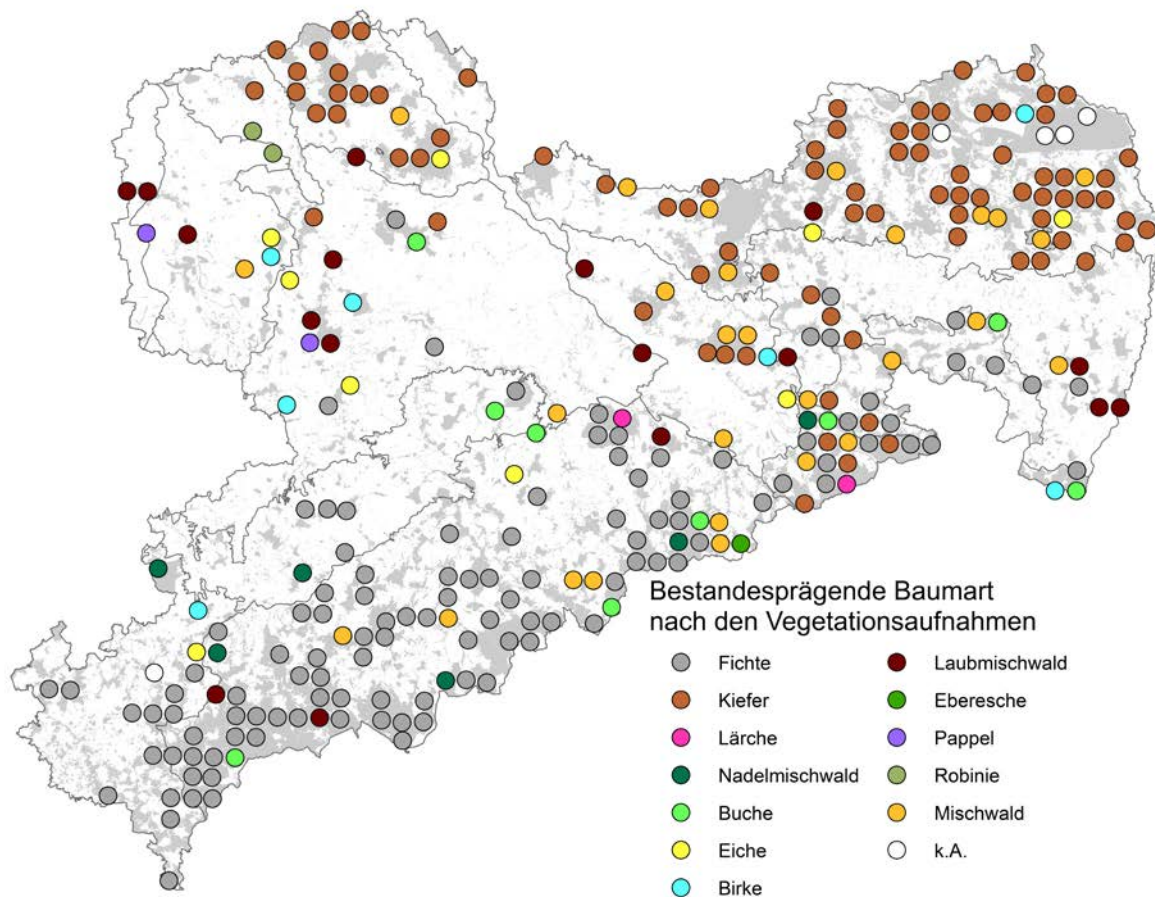 Bestandesprägende Baumart
nach den Vegetationsaufnahmen
Fichte
Kiefer
Lärche
Nadelmischwald
Buche
Eiche
Birke
Laubmischwald
Eberesche
Pappel
Robinie
Mischwald
k.A.